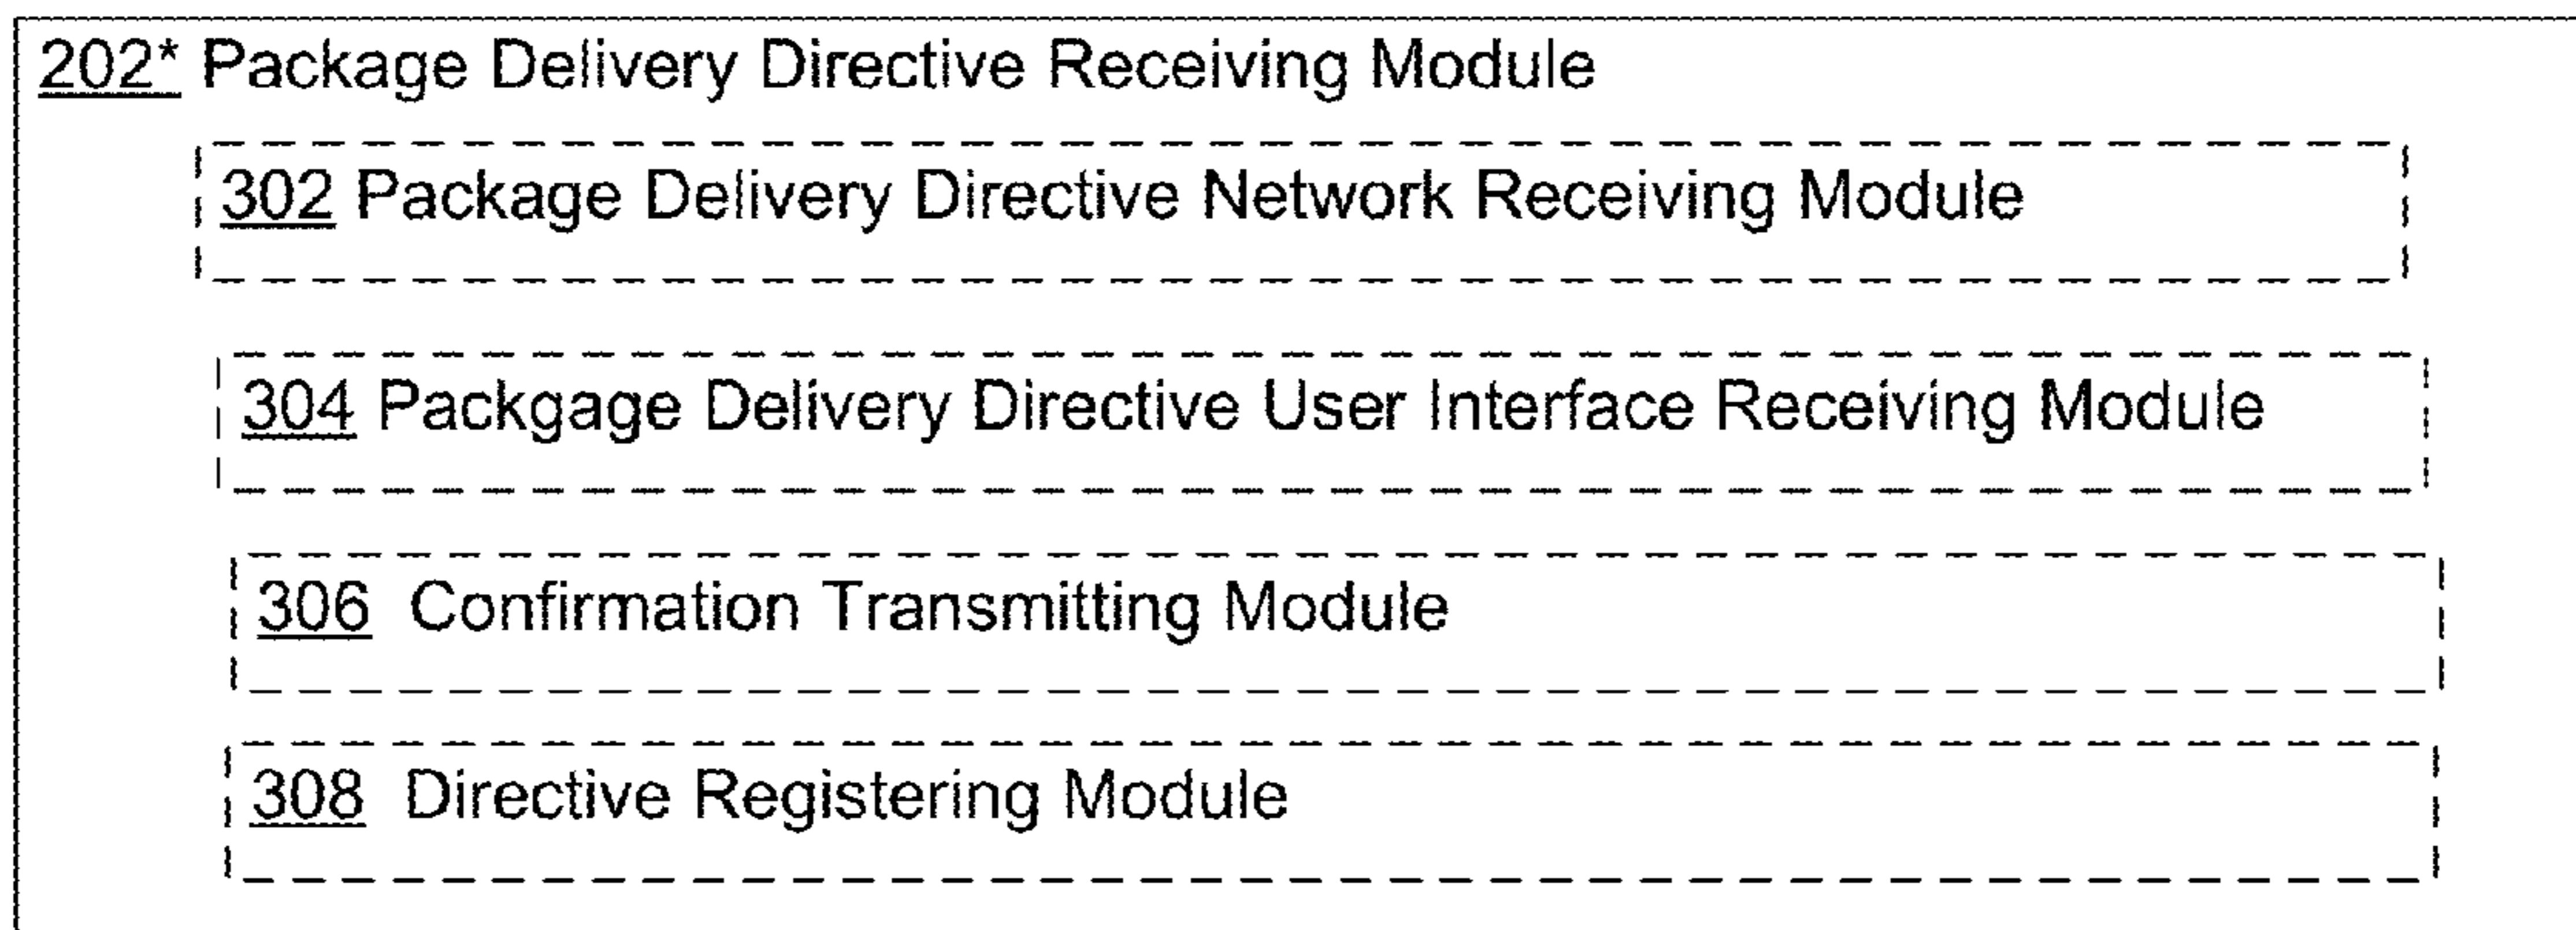 202* Package Delivery Directive Receiving Module
302 Package Delivery Directive Network Receiving Module
304 Packgage Delivery Directive User Interface Receiving Module
306 Confirmation Transmitting Module
308 Directive Registering Module